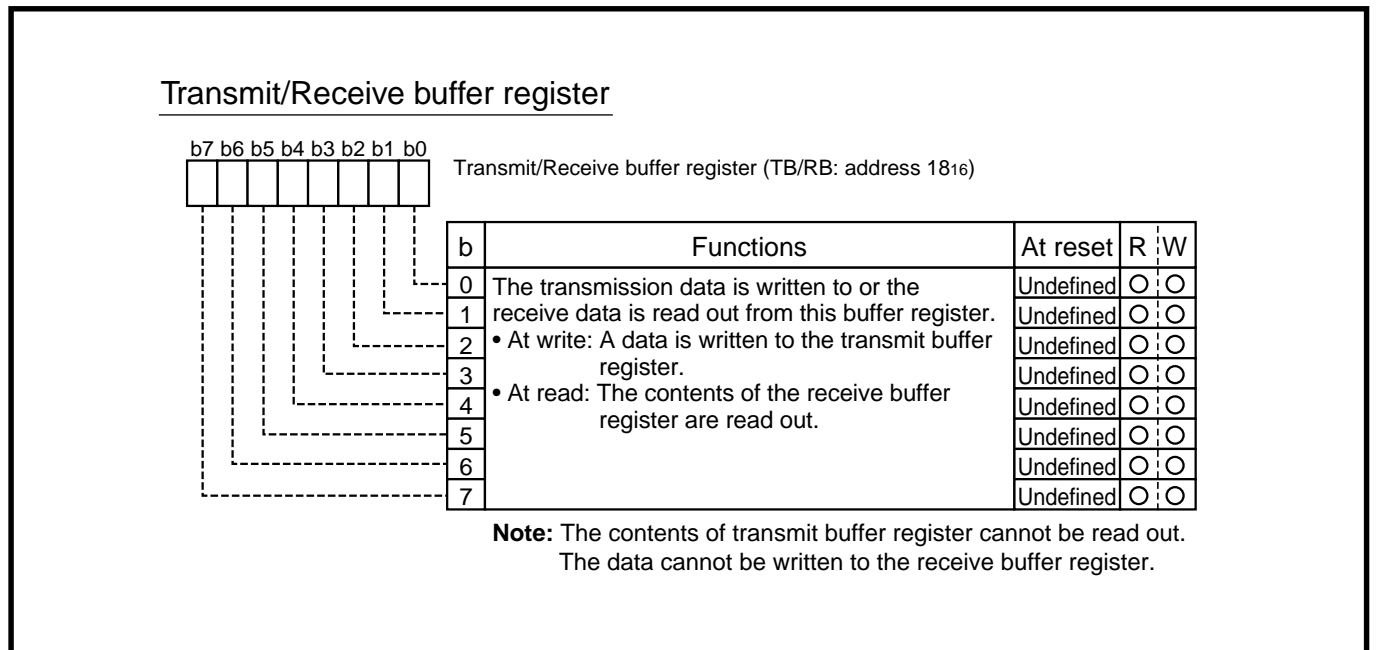 Transmit/Receive buffer register
b7 b6 b5 b4 b3 b2 b1 b0
Transmit/Receive buffer register (TB/RB: address 18₁₆)
b Functions At reset R W
0 The transmission data is written to or the Undefined ○ ○
1 receive data is read out from this buffer register. Undefined ○ ○
2 • At write: A data is written to the transmit buffer Undefined ○ ○
3 register. Undefined ○ ○
4 • At read: The contents of the receive buffer Undefined ○ ○
5 register are read out. Undefined ○ ○
6 Undefined ○ ○
7 Undefined ○ ○
Note: The contents of transmit buffer register cannot be read out.
The data cannot be written to the receive buffer register.